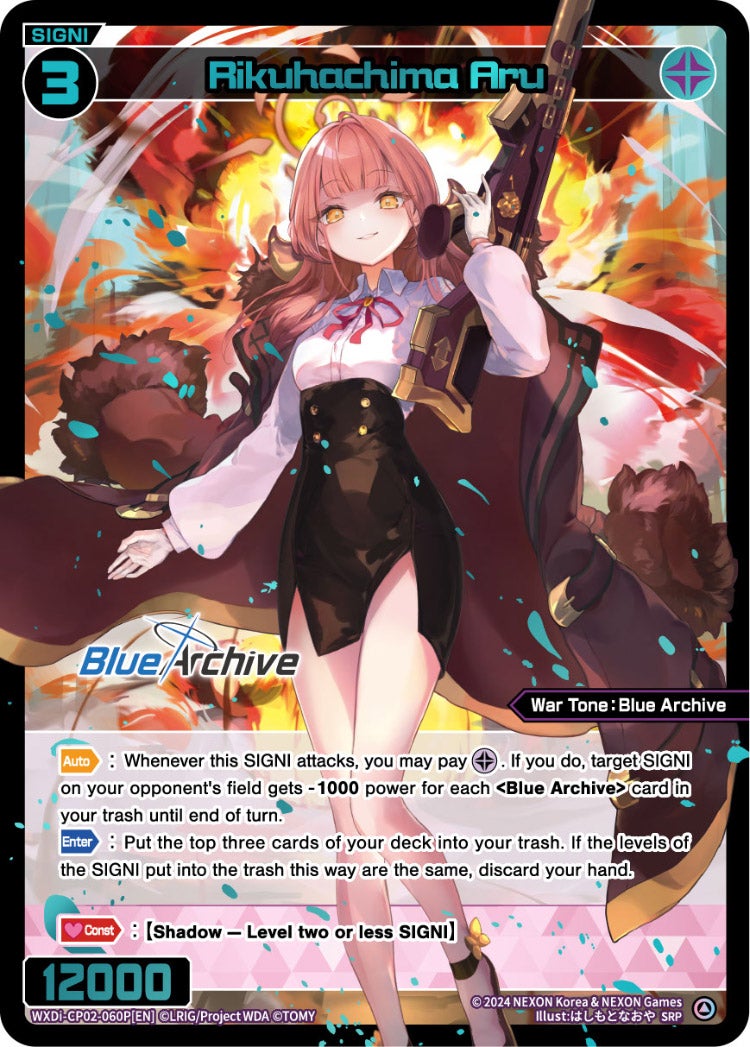 SIGNI
3
Rikuhachima Aru
Blue Archive
War Tone:Blue Archive
Auto : Whenever this SIGNI attacks, you may pay . If you do, target SIGNI
on your opponent's field gets -1000 power for each <Blue Archive> card in
your trash until end of turn.
Enter : Put the top three cards of your deck into your trash. If the levels of
the SIGNI put into the trash this way are the same, discard your hand.
Const : 【Shadow — Level two or less SIGNI】
12000
WXDi-CP02-060P[EN] ©LRIG/Project WDA ©TOMY
© 2024 NEXON Korea & NEXON Games
Illust:はしもとなおや SRP